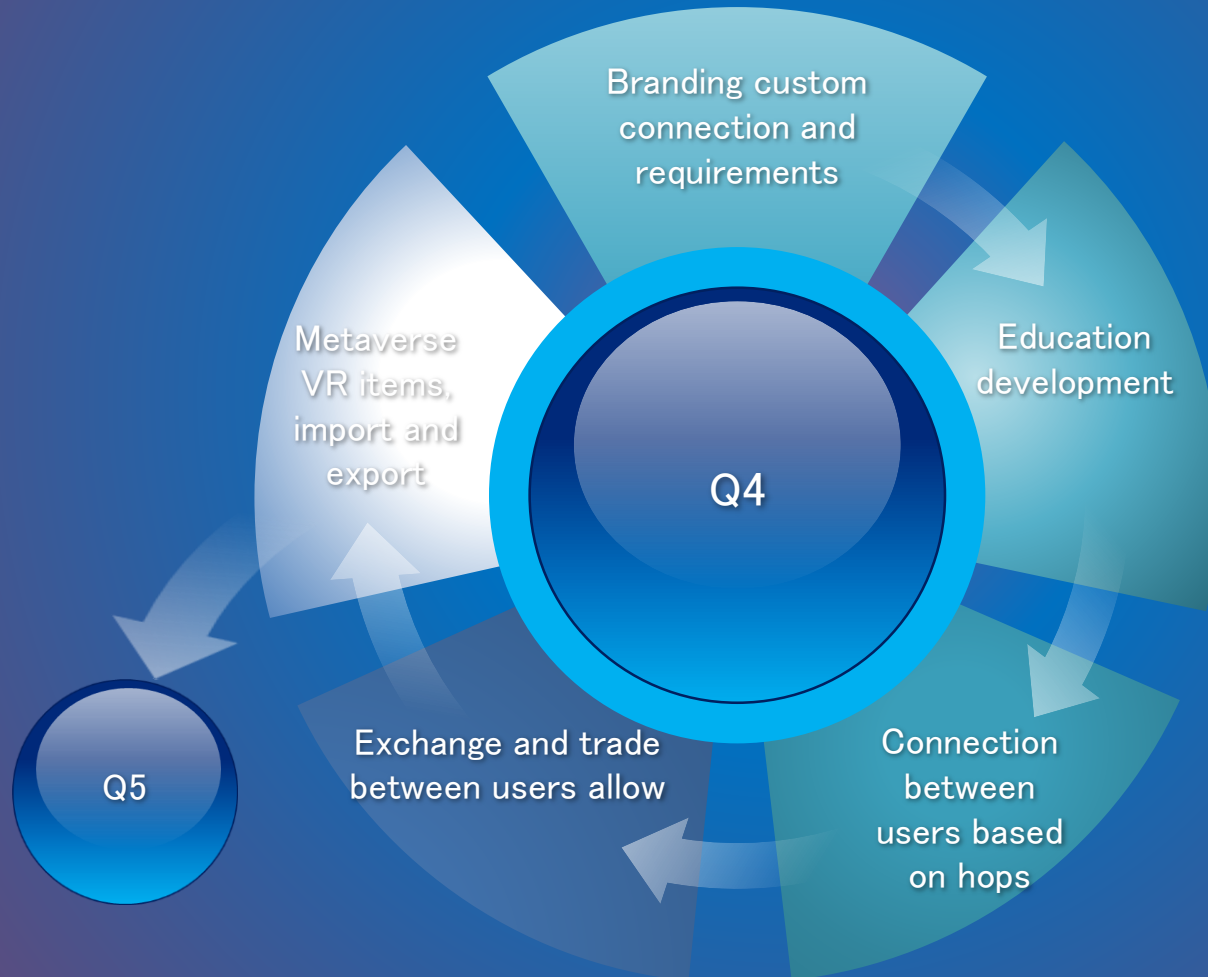 Branding custom
connection and
requirements
Education
development
Connection
between
users based
on hops
Exchange and trade
between users allow
Metaverse
VR items,
import and
export
Q4
Q5